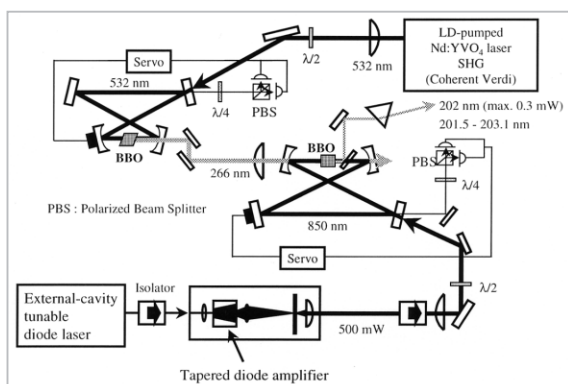 LD-pumped
Nd:YVO₄ laser
SHG
(Coherent Verdi)
λ/2
532 nm
Servo
532 nm
λ/4
PBS
202 nm (max. 0.3 mW)
201.5 - 203.1 nm
BBO
BBO
PBS
266 nm
λ/4
PBS : Polarized Beam Splitter
850 nm
Servo
λ/2
External-cavity
tunable
diode laser
Isolator
500 mW
Tapered diode amplifier